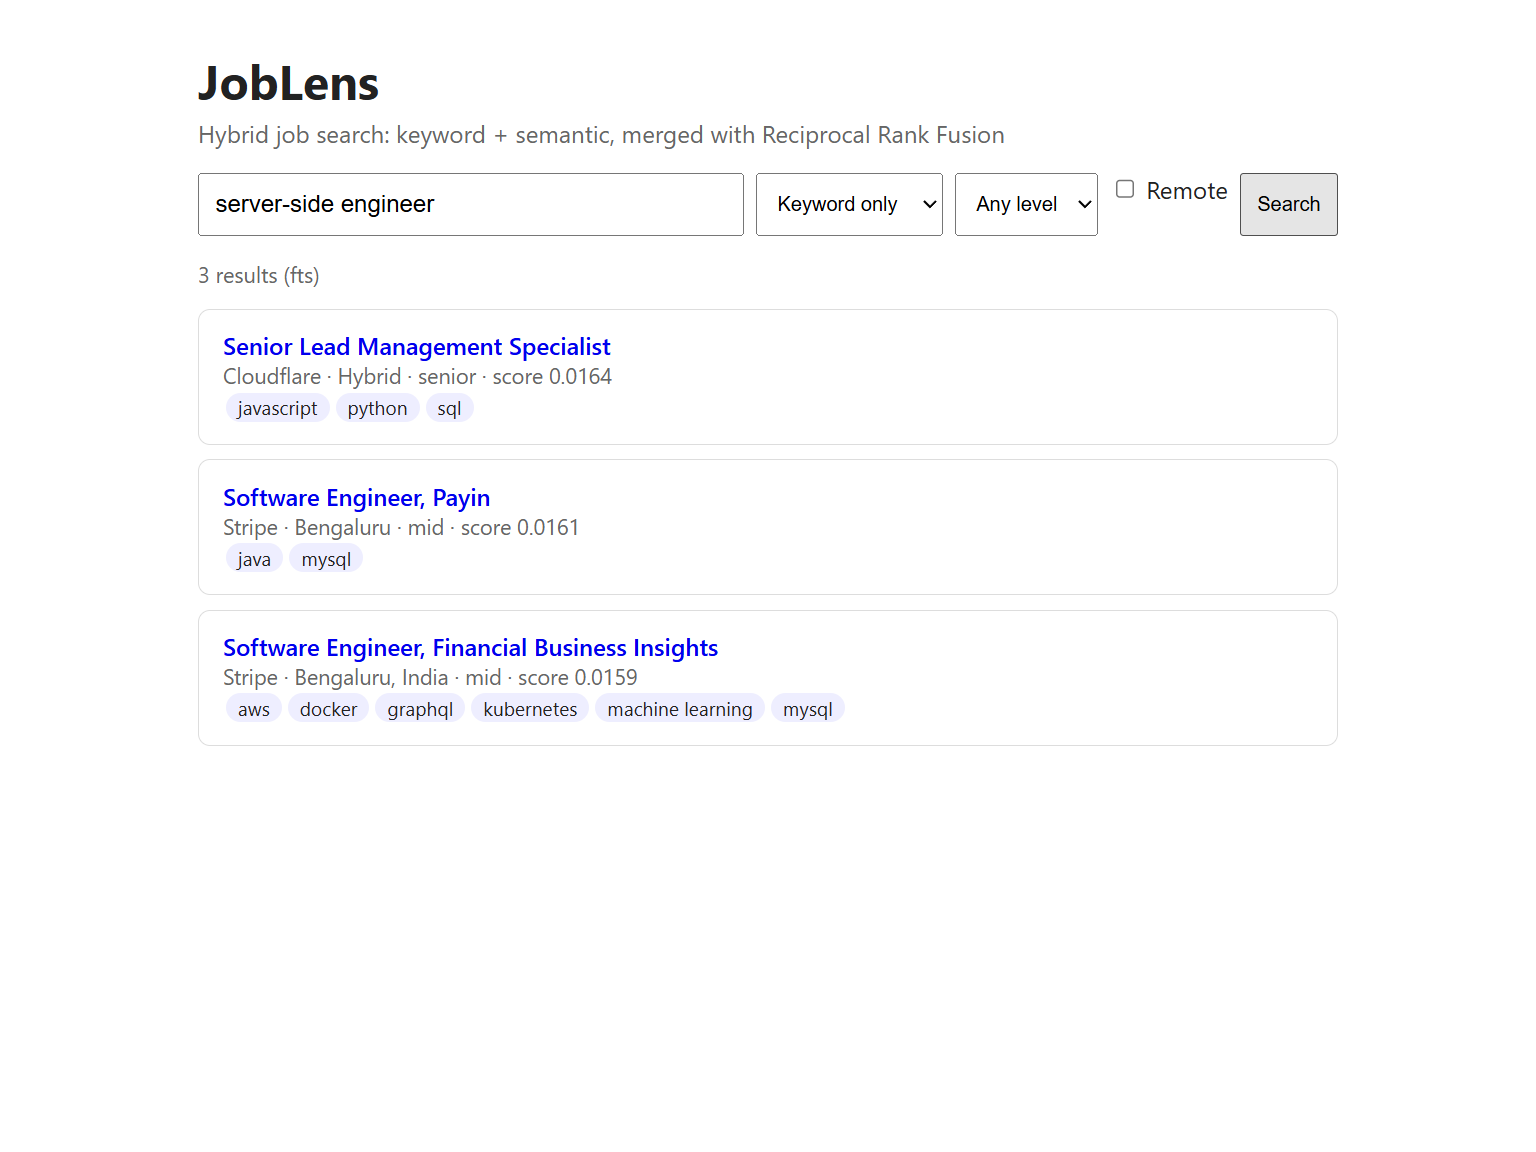 JobLens
Hybrid job search: keyword + semantic, merged with Reciprocal Rank Fusion
server-side engineer Keyword only Any level Remote Search
3 results (fts)
Senior Lead Management Specialist
Cloudflare · Hybrid · senior · score 0.0164
javascript python sql
Software Engineer, Payin
Stripe · Bengaluru · mid · score 0.0161
java mysql
Software Engineer, Financial Business Insights
Stripe · Bengaluru, India · mid · score 0.0159
aws docker graphql kubernetes machine learning mysql